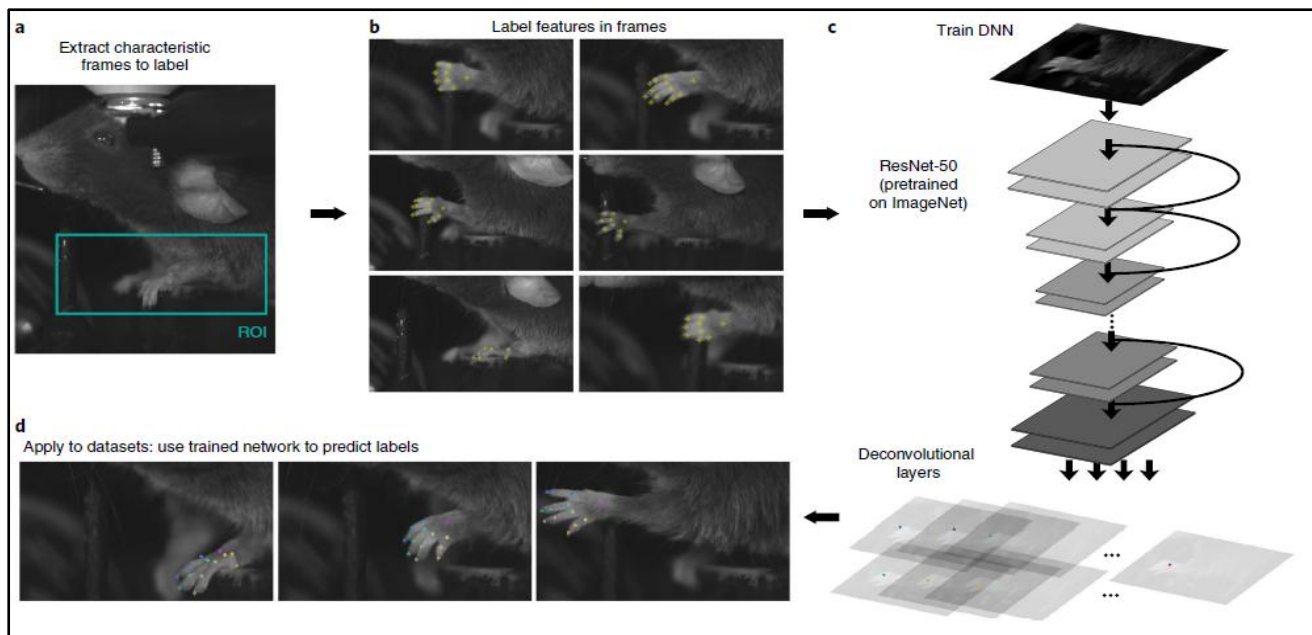 a
Extract characteristic
frames to label
ROI
b
Label features in frames
c
Train DNN
ResNet-50
(pretrained
on ImageNet)
Deconvolutional
layers
...
...
d
Apply to datasets: use trained network to predict labels